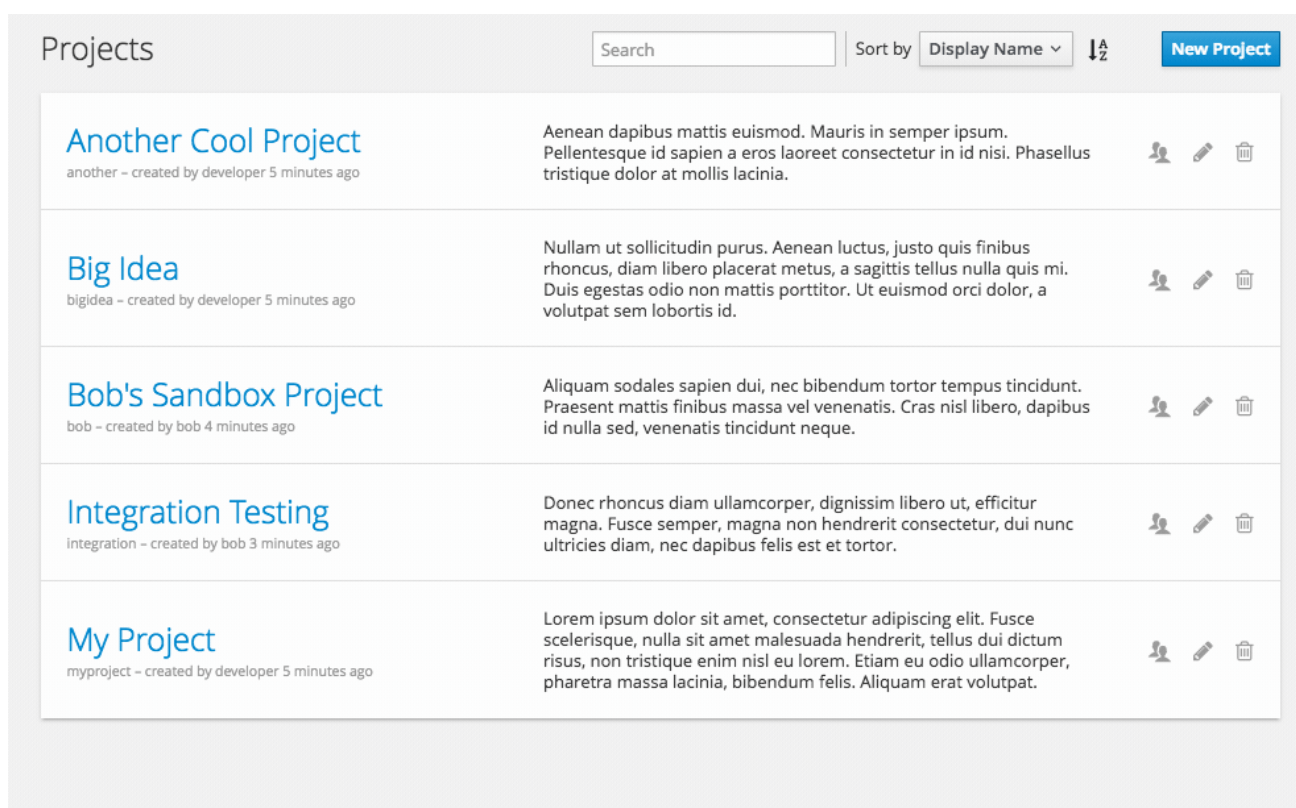 Projects
Search
Sort by
Display Name
A
Z
New Project
Another Cool Project
another – created by developer 5 minutes ago
Aenean dapibus mattis euismod. Mauris in semper ipsum.
Pellentesque id sapien a eros laoreet consectetur in id nisi. Phasellus
tristique dolor at mollis lacinia.
Big Idea
bigidea – created by developer 5 minutes ago
Nullam ut sollicitudin purus. Aenean luctus, justo quis finibus
rhoncus, diam libero placerat metus, a sagittis tellus nulla quis mi.
Duis egestas odio non mattis porttitor. Ut euismod orci dolor, a
volutpat sem lobortis id.
Bob's Sandbox Project
bob – created by bob 4 minutes ago
Aliquam sodales sapien dui, nec bibendum tortor tempus tincidunt.
Praesent mattis finibus massa vel venenatis. Cras nisl libero, dapibus
id nulla sed, venenatis tincidunt neque.
Integration Testing
integration – created by bob 3 minutes ago
Donec rhoncus diam ullamcorper, dignissim libero ut, efficitur
magna. Fusce semper, magna non hendrerit consectetur, dui nunc
ultricies diam, nec dapibus felis est et tortor.
My Project
myproject – created by developer 5 minutes ago
Lorem ipsum dolor sit amet, consectetur adipiscing elit. Fusce
scelerisque, nulla sit amet malesuada hendrerit, tellus dui dictum
risus, non tristique enim nisl eu lorem. Etiam eu odio ullamcorper,
pharetra massa lacinia, bibendum felis. Aliquam erat volutpat.